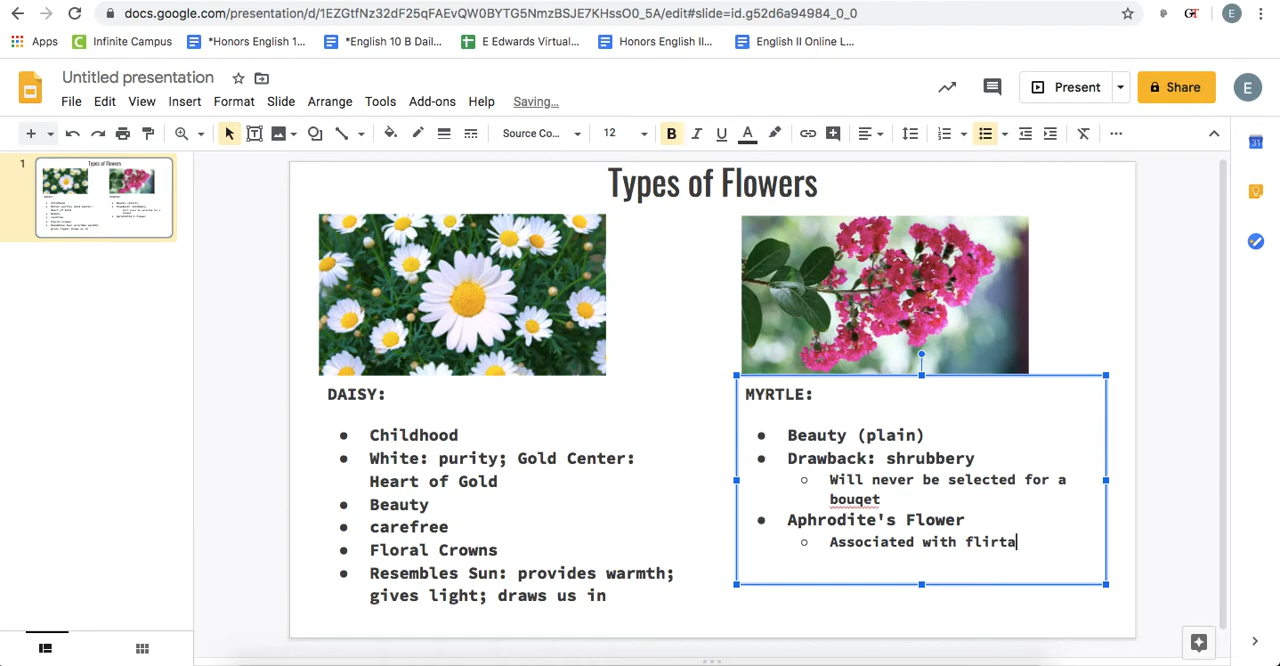 docs.google.com/presentation/d/1EZGtfNz32dF25qFAEvQW0BYTG5NmzBSJE7KHssO0_5A/edit#slide=id.g52d6a94984_0_0
E
Apps Infinite Campus *Honors English 1... *English 10 B Dail... E Edwards Virtual... Honors English II... English II Online L...
Untitled presentation
File Edit View Insert Format Slide Arrange Tools Add-ons Help Saving...
Present Share E
Source Co... 12 B I U A
31
1
Types of Flowers
DAISY:
● Childhood
● White: purity; Gold Center:
Heart of Gold
● Beauty
● carefree
● Floral Crowns
● Resembles Sun: provides warmth;
gives light; draws us in
MYRTLE:
● Beauty (plain)
● Drawback: shrubbery
○ Will never be selected for a
bouqet
● Aphrodite's Flower
○ Associated with flirta